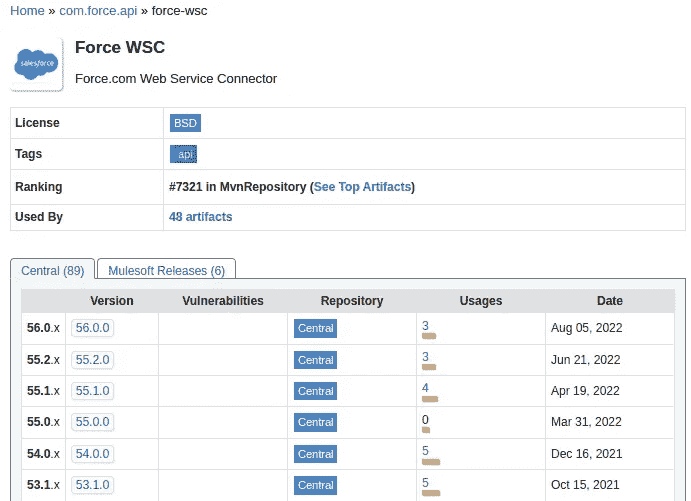 Home » com.force.api » force-wsc
salesforce
Force WSC
Force.com Web Service Connector
License BSD
Tags api
Ranking #7321 in MvnRepository (See Top Artifacts)
Used By 48 artifacts
Central (89) Mulesoft Releases (6)
Version Vulnerabilities Repository Usages Date
56.0.x 56.0.0 Central 3 Aug 05, 2022
55.2.x 55.2.0 Central 3 Jun 21, 2022
55.1.x 55.1.0 Central 4 Apr 19, 2022
55.0.x 55.0.0 Central 0 Mar 31, 2022
54.0.x 54.0.0 Central 5 Dec 16, 2021
53.1.x 53.1.0 Central 5 Oct 15, 2021